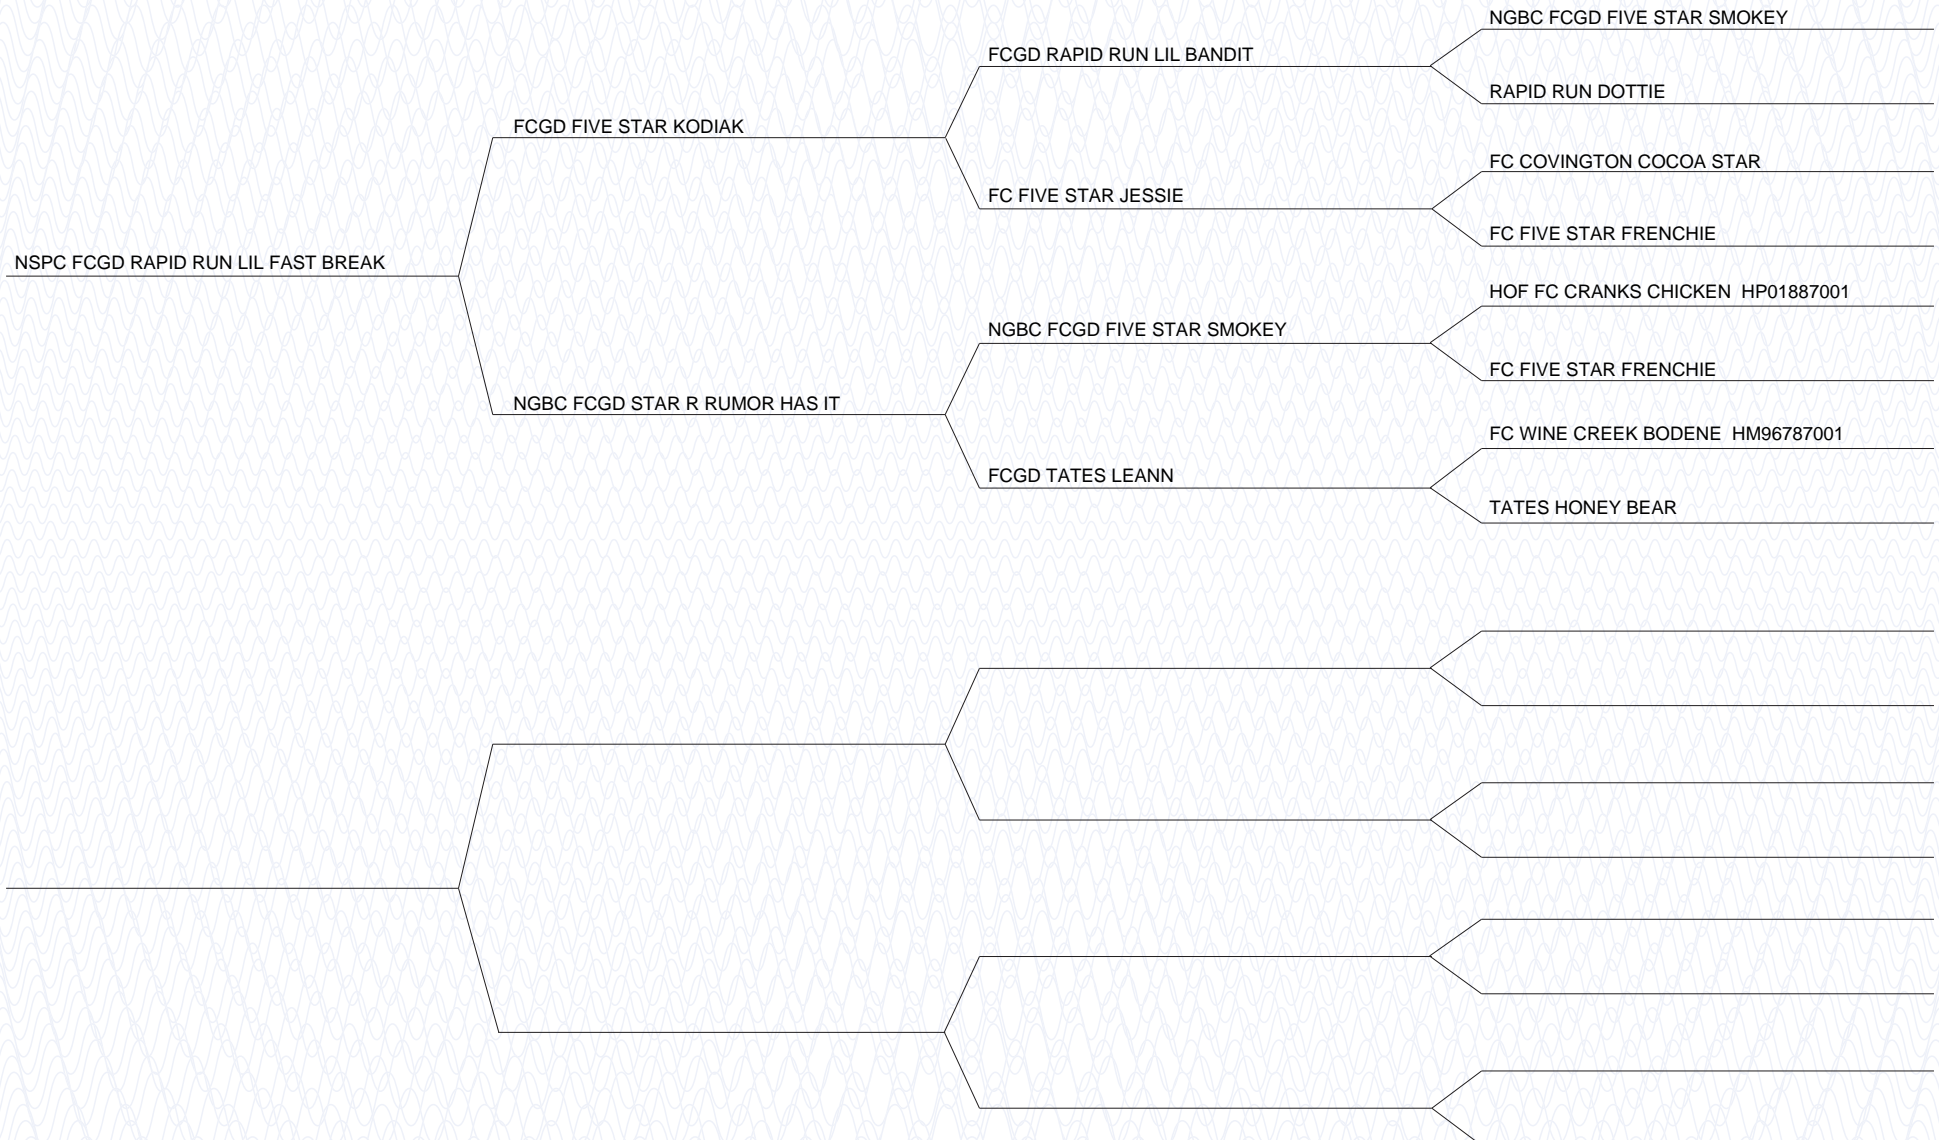 NGBC FCGD FIVE STAR SMOKEY
FCGD RAPID RUN LIL BANDIT
RAPID RUN DOTTIE
FCGD FIVE STAR KODIAK
FC COVINGTON COCOA STAR
FC FIVE STAR JESSIE
FC FIVE STAR FRENCHIE
NSPC FCGD RAPID RUN LIL FAST BREAK
HOF FC CRANKS CHICKEN  HP01887001
NGBC FCGD FIVE STAR SMOKEY
FC FIVE STAR FRENCHIE
NGBC FCGD STAR R RUMOR HAS IT
FC WINE CREEK BODENE  HM96787001
FCGD TATES LEANN
TATES HONEY BEAR